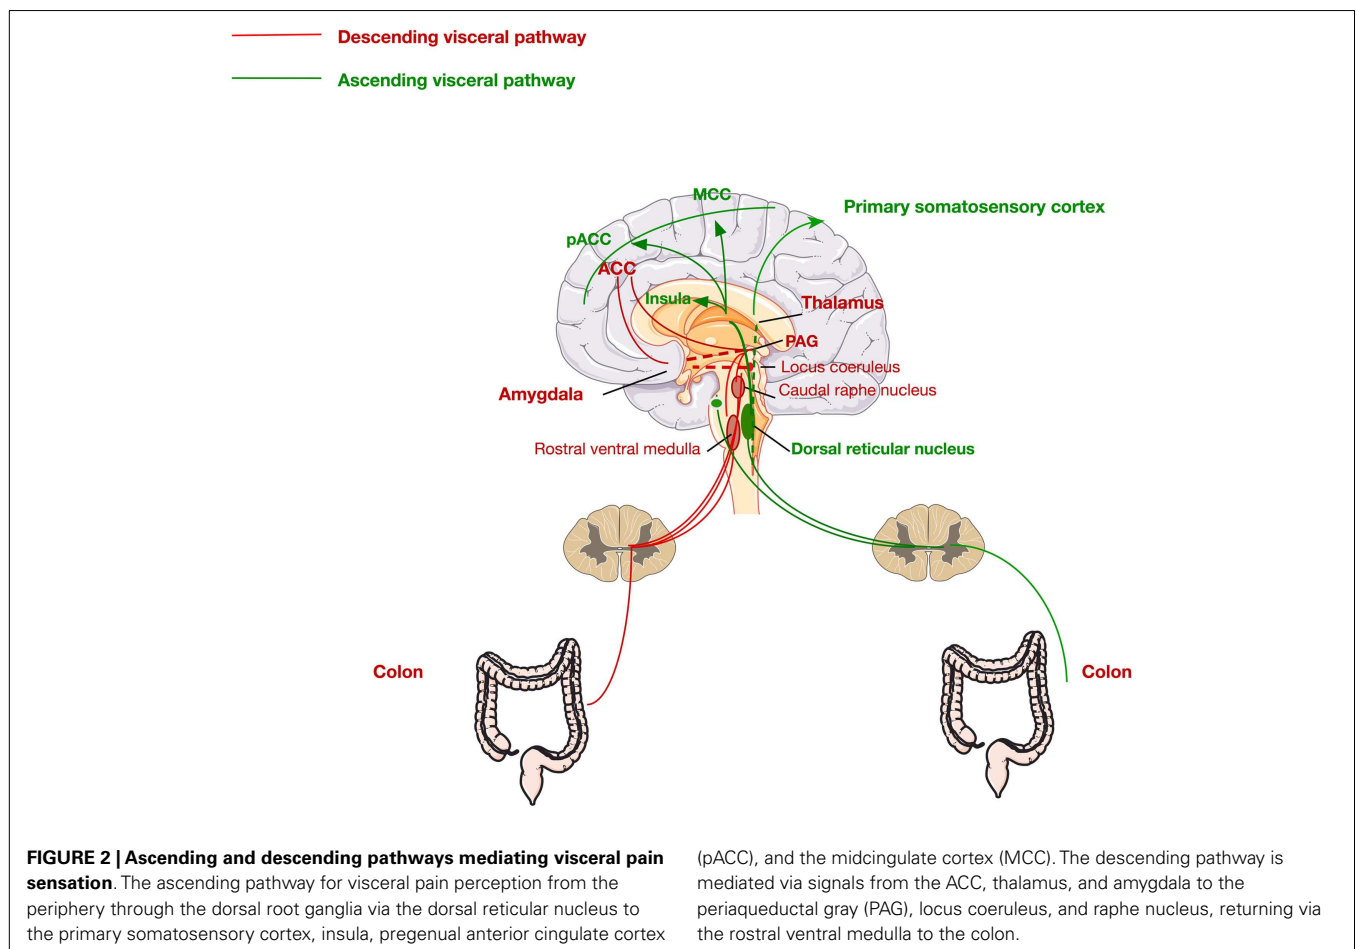 Descending visceral pathway
Ascending visceral pathway
MCC
Primary somatosensory cortex
pACC
ACC
Insula
Thalamus
PAG
Locus coeruleus
Amygdala
Caudal raphe nucleus
Rostral ventral medulla
Dorsal reticular nucleus
Colon
Colon
FIGURE 2 | Ascending and descending pathways mediating visceral pain
sensation. The ascending pathway for visceral pain perception from the
periphery through the dorsal root ganglia via the dorsal reticular nucleus to
the primary somatosensory cortex, insula, pregenual anterior cingulate cortex
(pACC), and the midcingulate cortex (MCC). The descending pathway is
mediated via signals from the ACC, thalamus, and amygdala to the
periaqueductal gray (PAG), locus coeruleus, and raphe nucleus, returning via
the rostral ventral medulla to the colon.